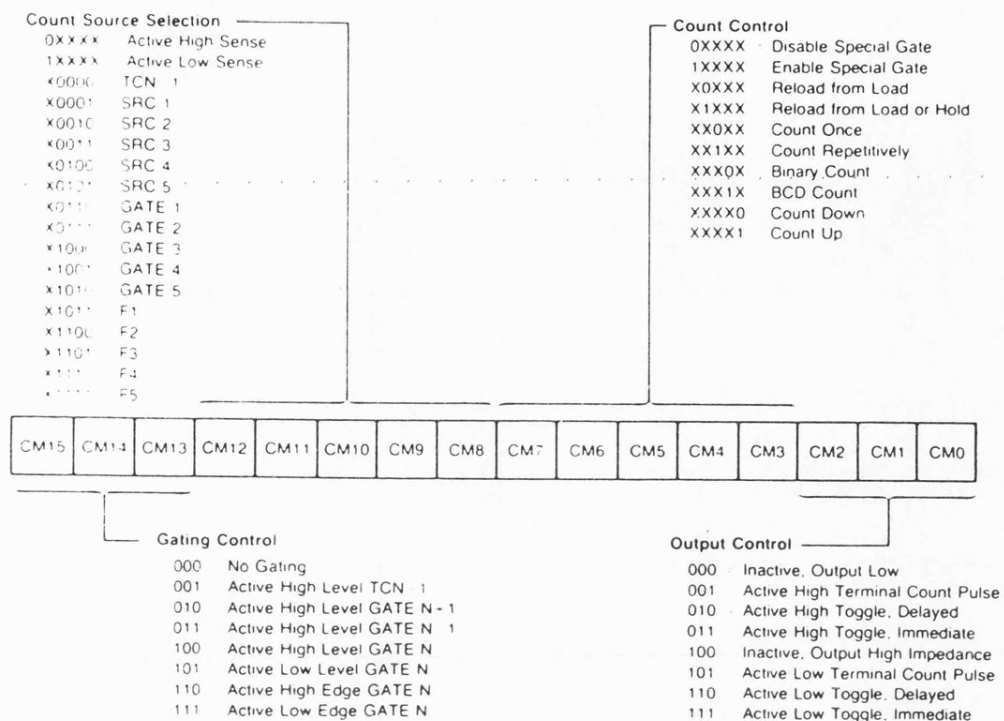 Count Source Selection
0XXXX Active High Sense
1XXXX Active Low Sense
X0000 TCN 1
X0001 SRC 1
X0010 SRC 2
X0011 SRC 3
X0100 SRC 4
SRC 5
GATE 1
GATE 2
GATE 3
GATE 4
GATE 5
X1011 F1
X1100 F2
X1101 F3
F4
F5
Count Control
0XXXX Disable Special Gate
1XXXX Enable Special Gate
X0XXX Reload from Load
X1XXX Reload from Load or Hold
XX0XX Count Once
XX1XX Count Repetitively
XXX0X Binary Count
XXX1X BCD Count
XXXX0 Count Down
XXXX1 Count Up
CM15 CM14 CM13 CM12 CM11 CM10 CM9 CM8 CM7 CM6 CM5 CM4 CM3 CM2 CM1 CM0
Gating Control
000 No Gating
001 Active High Level TCN 1
010 Active High Level GATE N - 1
011 Active High Level GATE N 1
100 Active High Level GATE N
101 Active Low Level GATE N
110 Active High Edge GATE N
111 Active Low Edge GATE N
Output Control
000 Inactive, Output Low
001 Active High Terminal Count Pulse
010 Active High Toggle, Delayed
011 Active High Toggle, Immediate
100 Inactive, Output High Impedance
101 Active Low Terminal Count Pulse
110 Active Low Toggle, Delayed
111 Active Low Toggle, Immediate